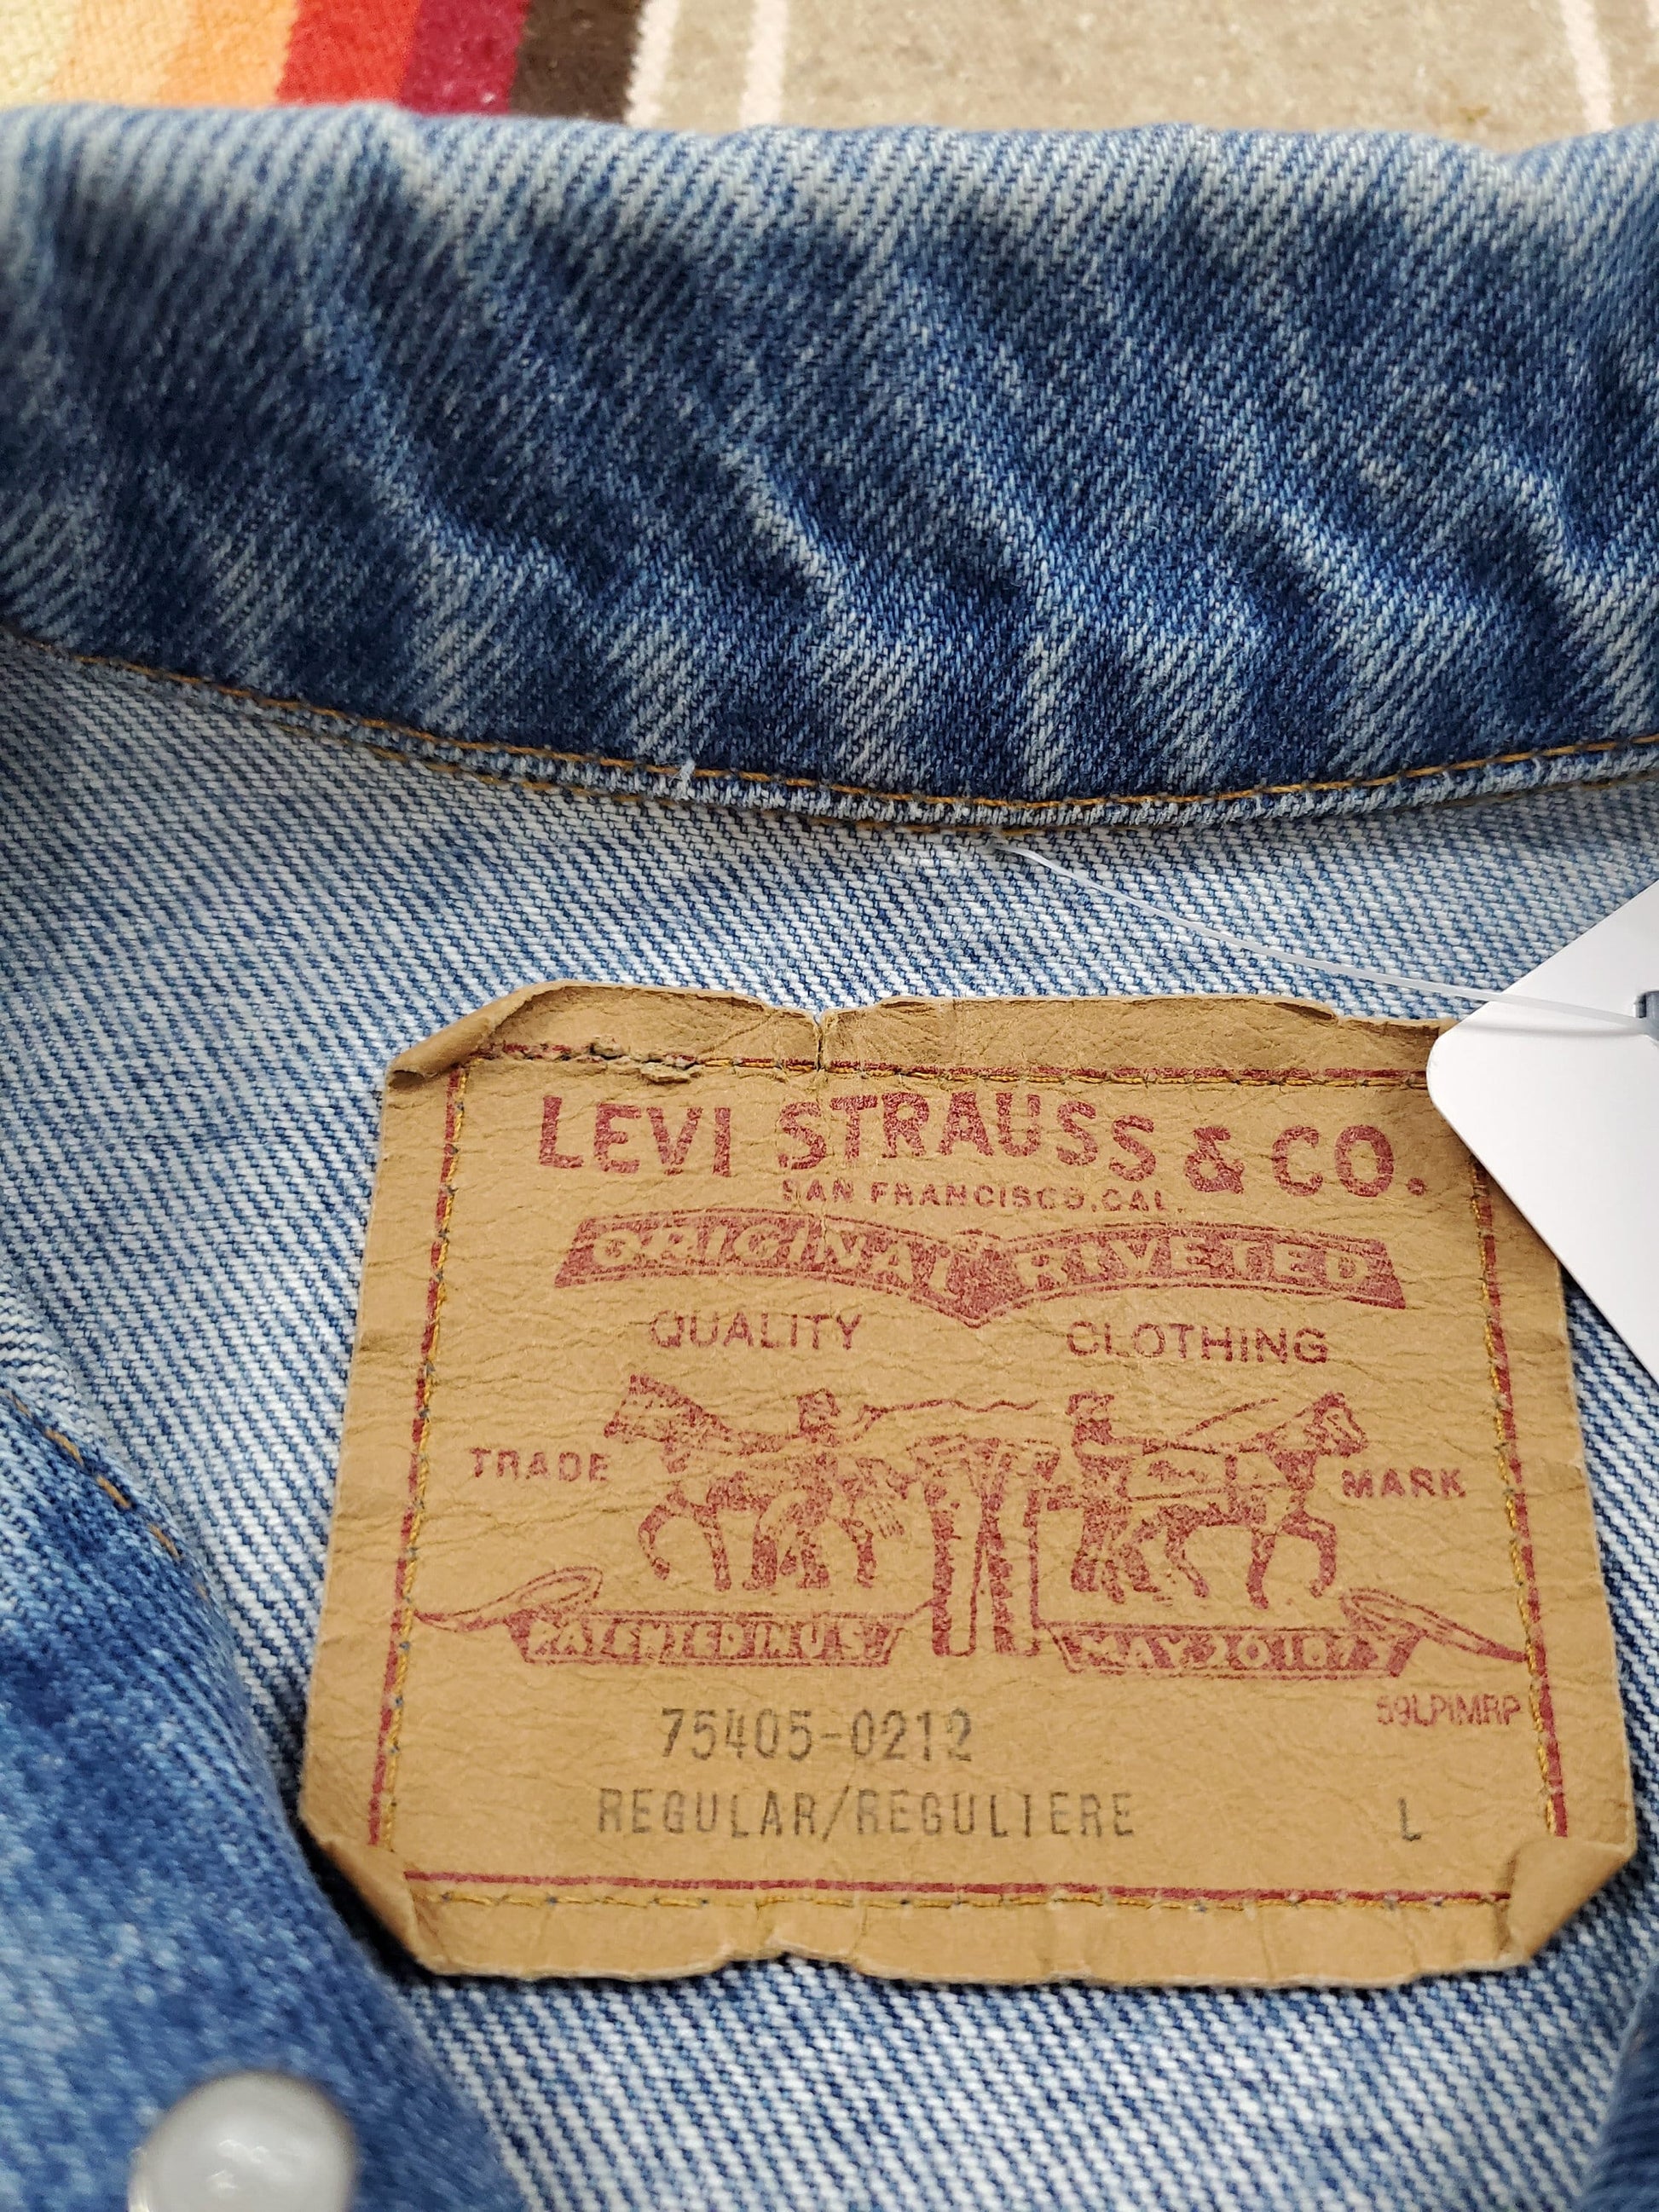 LEVI STRAUSS & CO.
SAN FRANCISCO, CAL.
ORIGINAL RIVETED
QUALITY CLOTHING
TRADE MARK
PATENTED IN U.S. MAY 20 1873
59LPIMRP
75405-0212
REGULAR/REGULIERE L